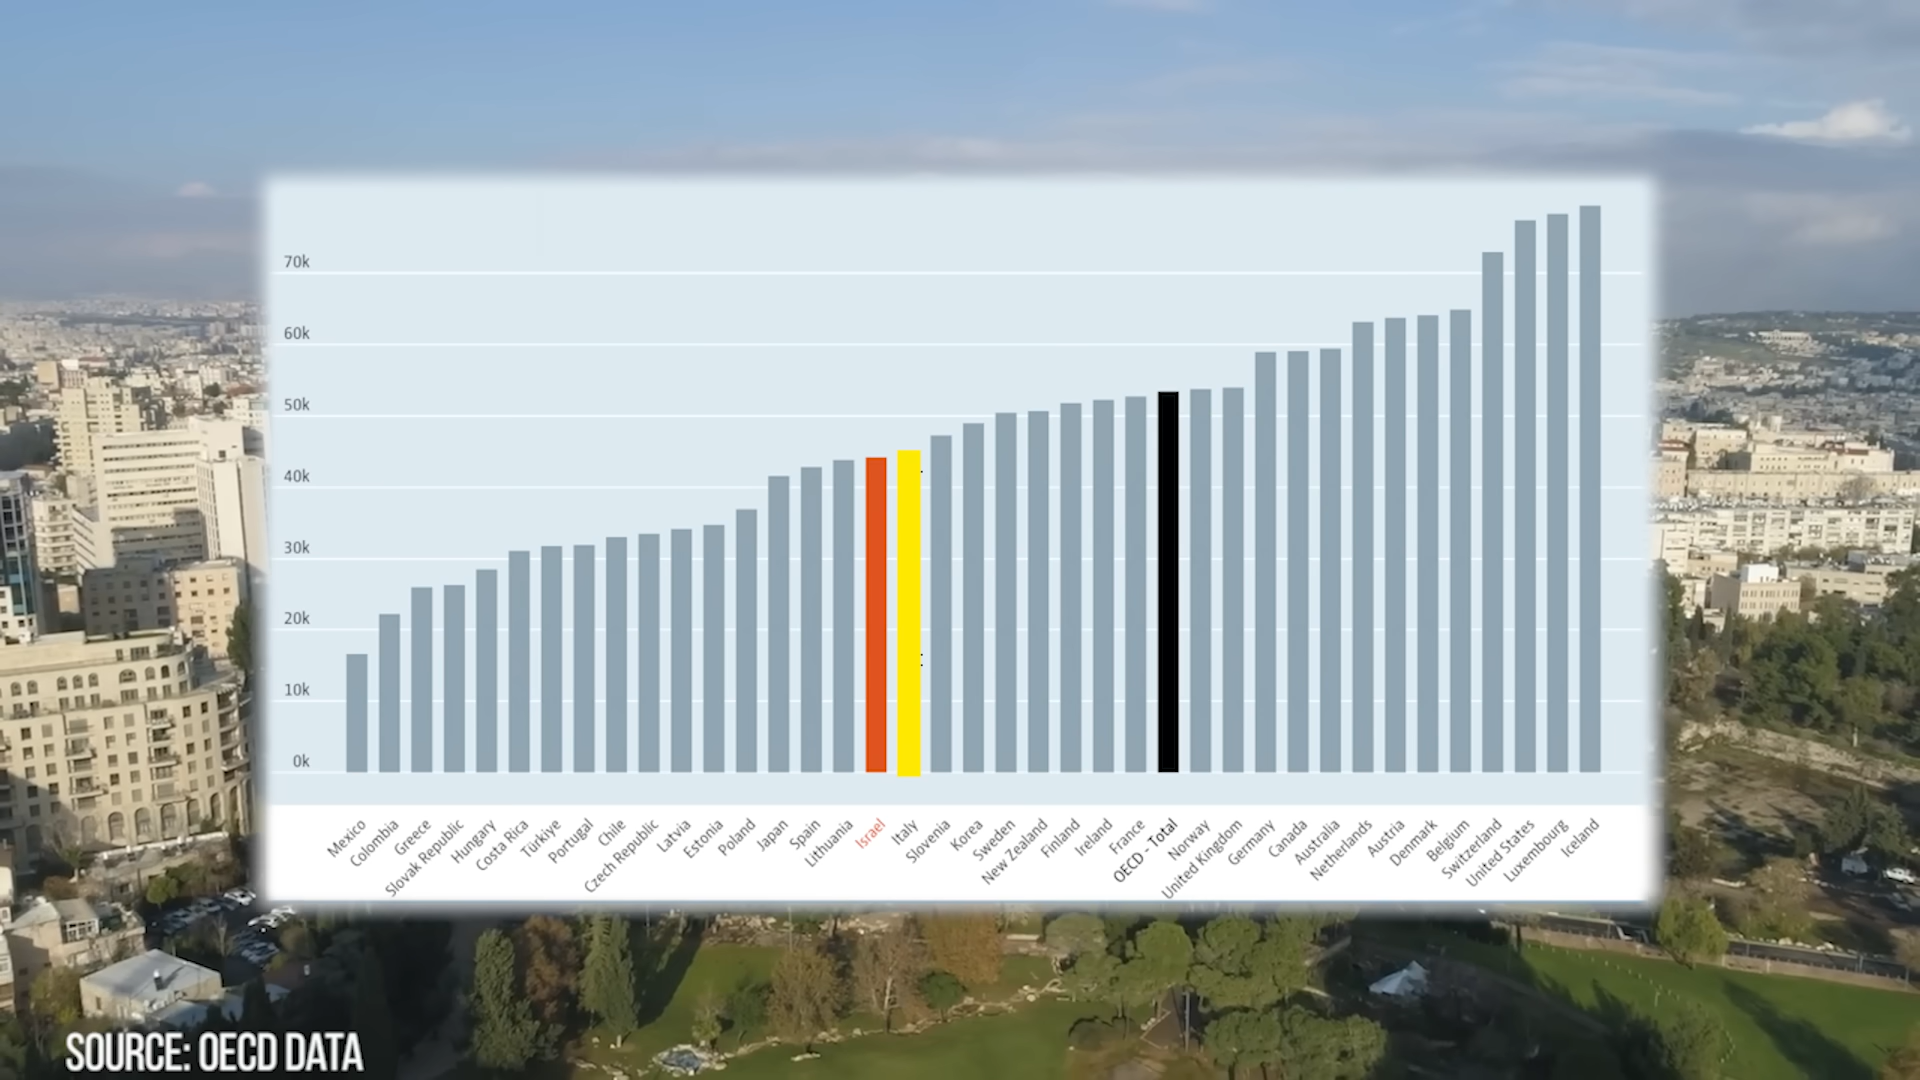 70k
60k
50k
40k
30k
20k
10k
0k
Mexico
Colombia
Greece
Slovak Republic
Hungary
Costa Rica
Türkiye
Portugal
Chile
Czech Republic
Latvia
Estonia
Poland
Japan
Spain
Lithuania
Israel
Italy
Slovenia
Korea
Sweden
New Zealand
Finland
Ireland
France
OECD - Total
Norway
United Kingdom
Germany
Canada
Australia
Netherlands
Austria
Denmark
Belgium
Switzerland
United States
Luxembourg
Iceland
SOURCE: OECD DATA